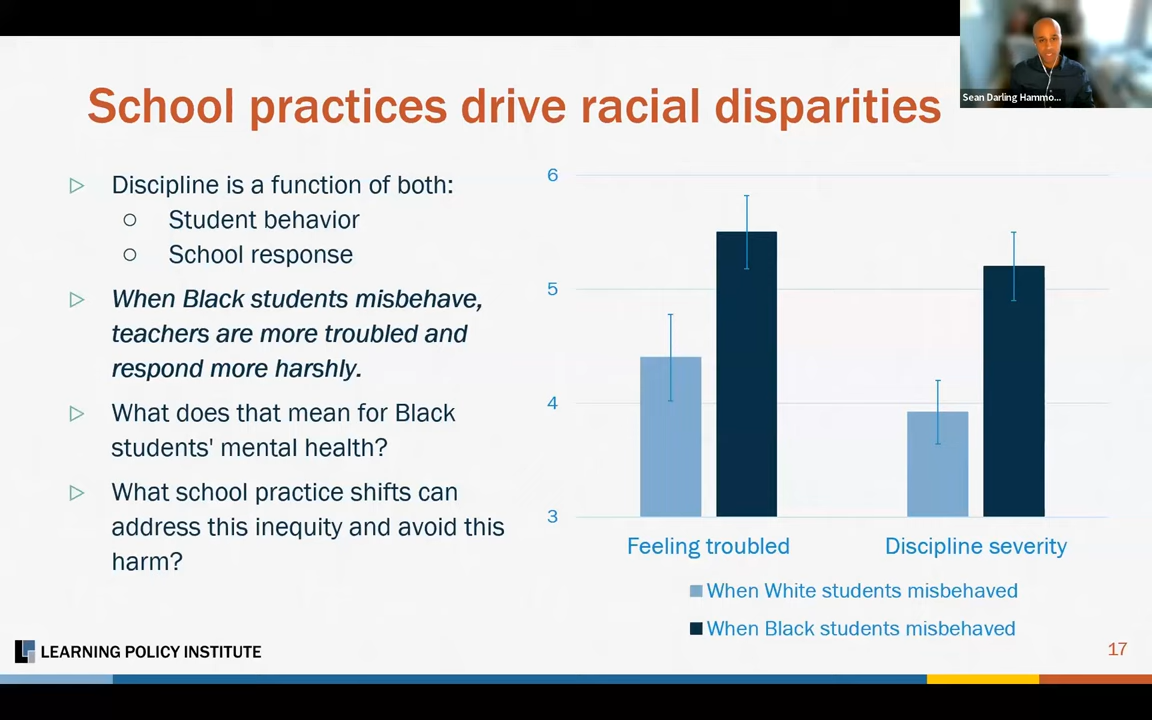 Sean Darling Hammo...
School practices drive racial disparities
▷ Discipline is a function of both:
○ Student behavior
○ School response
▷ When Black students misbehave,
teachers are more troubled and
respond more harshly.
▷ What does that mean for Black
students' mental health?
▷ What school practice shifts can
address this inequity and avoid this
harm?
6
5
4
3
Feeling troubled
Discipline severity
When White students misbehaved
When Black students misbehaved
LEARNING POLICY INSTITUTE
17